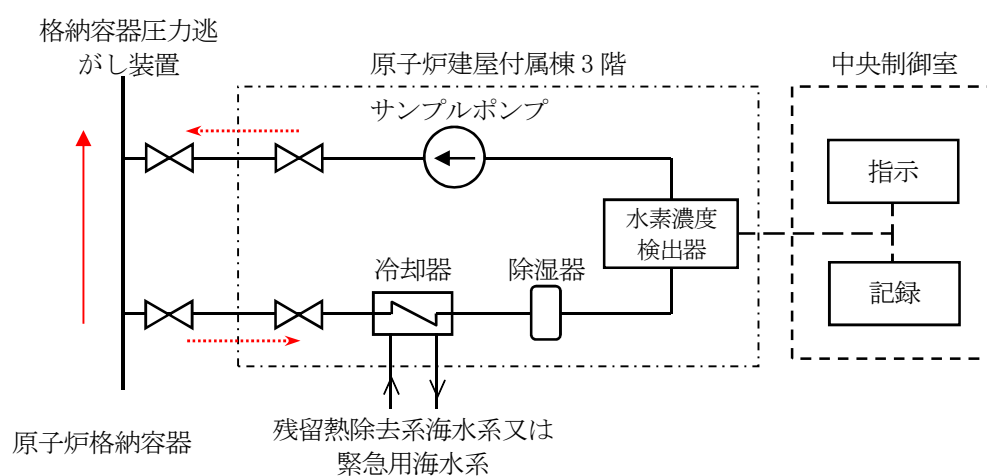 格納容器圧力逃
がし装置
原子炉建屋付属棟3階
中央制御室
サンプルポンプ
指示
水素濃度
検出器
冷却器
除湿器
記録
残留熱除去系海水系又は
緊急用海水系
原子炉格納容器